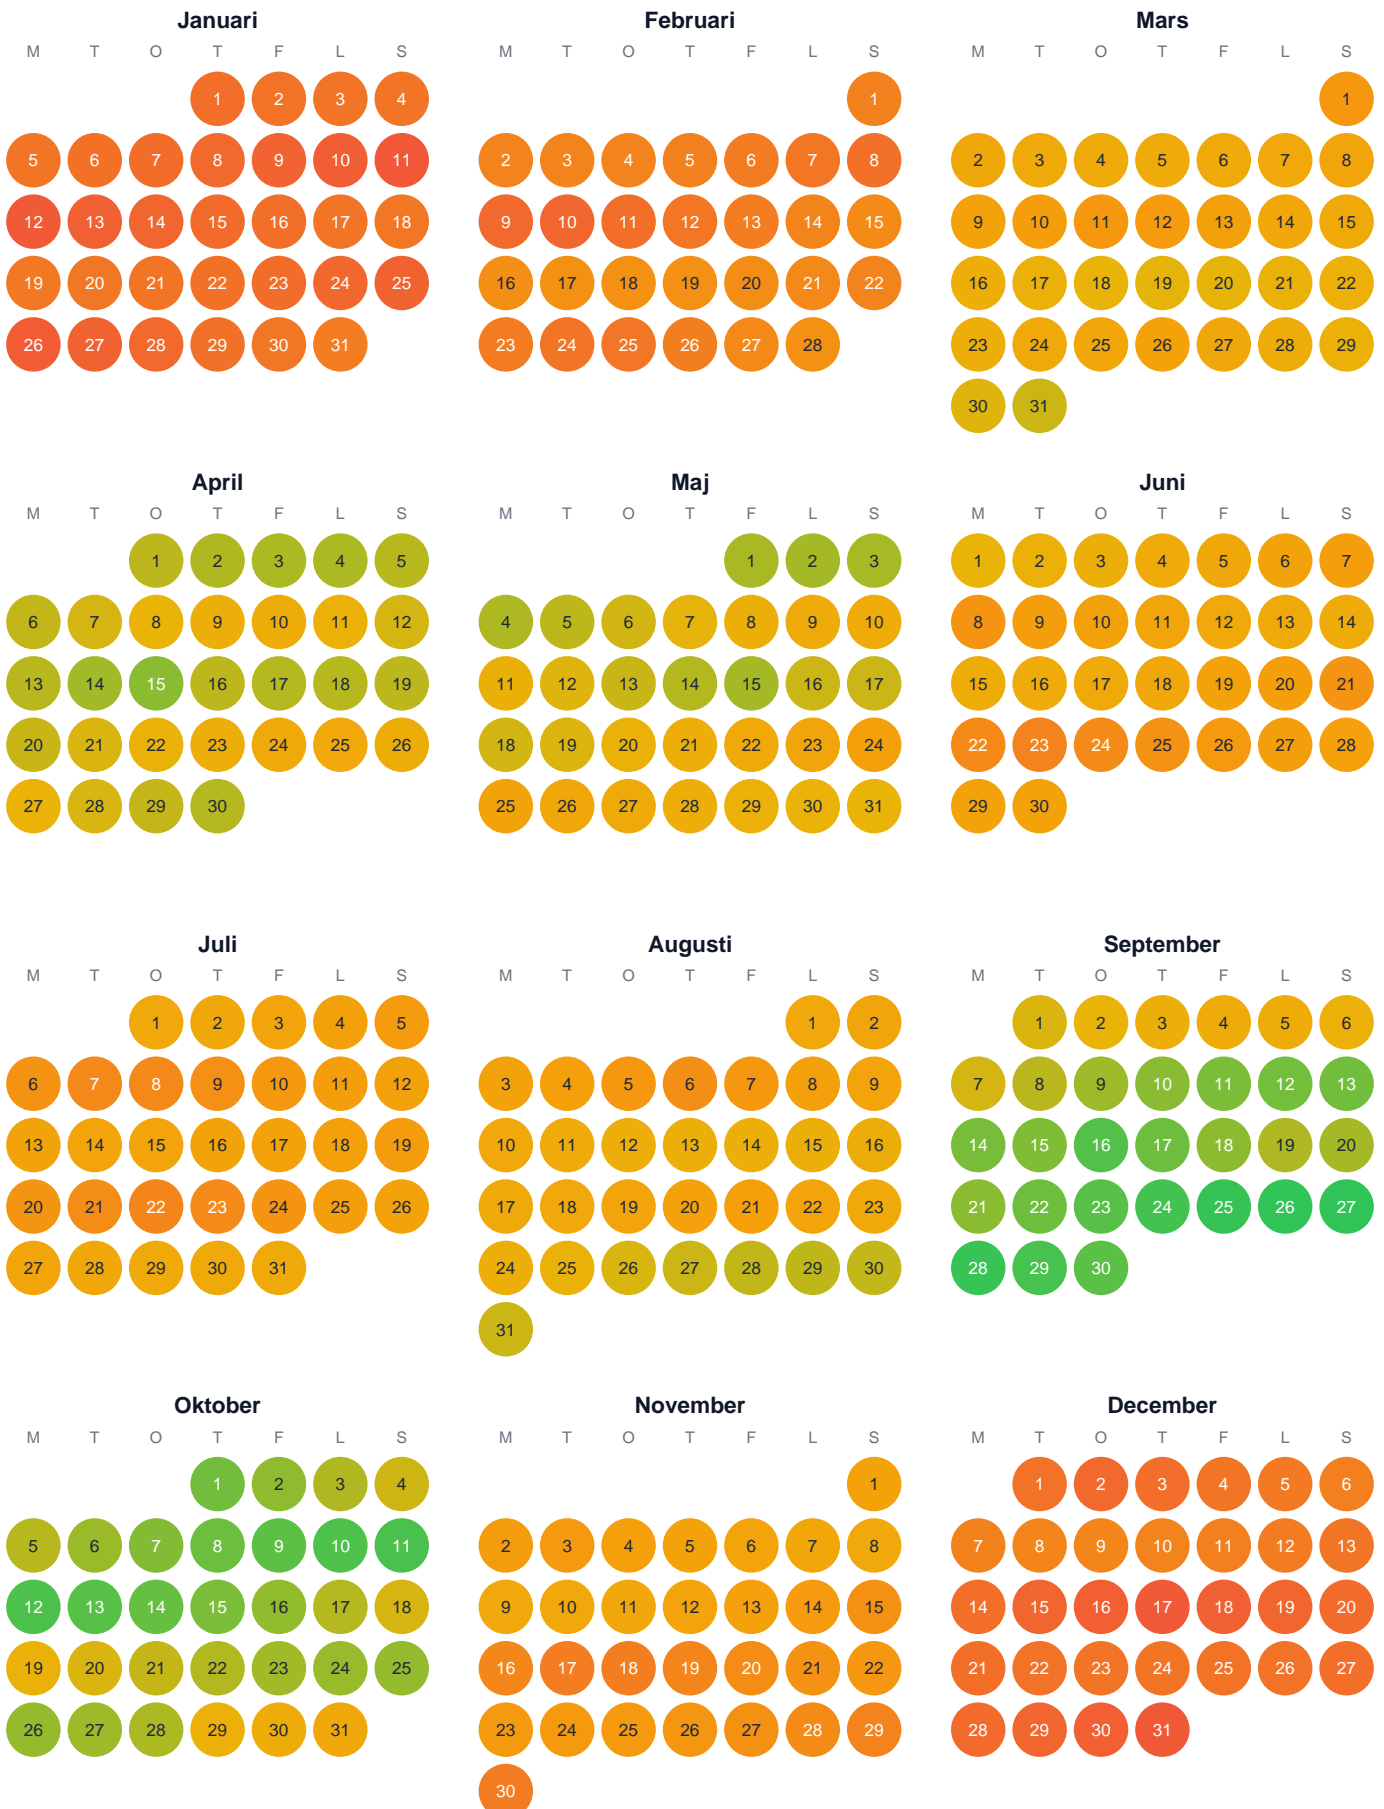 Januari Februari Mars
M T O T F L S M T O T F L S M T O T F L S
1 2 3 4 1 1
5 6 7 8 9 10 11 2 3 4 5 6 7 8 2 3 4 5 6 7 8
12 13 14 15 16 17 18 9 10 11 12 13 14 15 9 10 11 12 13 14 15
19 20 21 22 23 24 25 16 17 18 19 20 21 22 16 17 18 19 20 21 22
26 27 28 29 30 31 23 24 25 26 27 28 23 24 25 26 27 28 29
30 31
April Maj Juni
M T O T F L S M T O T F L S M T O T F L S
1 2 3 4 5 1 2 3 1 2 3 4 5 6 7
6 7 8 9 10 11 12 4 5 6 7 8 9 10 8 9 10 11 12 13 14
13 14 15 16 17 18 19 11 12 13 14 15 16 17 15 16 17 18 19 20 21
20 21 22 23 24 25 26 18 19 20 21 22 23 24 22 23 24 25 26 27 28
27 28 29 30 25 26 27 28 29 30 31 29 30
Juli Augusti September
M T O T F L S M T O T F L S M T O T F L S
1 2 3 4 5 1 2 1 2 3 4 5 6
6 7 8 9 10 11 12 3 4 5 6 7 8 9 7 8 9 10 11 12 13
13 14 15 16 17 18 19 10 11 12 13 14 15 16 14 15 16 17 18 19 20
20 21 22 23 24 25 26 17 18 19 20 21 22 23 21 22 23 24 25 26 27
27 28 29 30 31 24 25 26 27 28 29 30 28 29 30
31
Oktober November December
M T O T F L S M T O T F L S M T O T F L S
1 2 3 4 1 1 2 3 4 5 6
5 6 7 8 9 10 11 2 3 4 5 6 7 8 7 8 9 10 11 12 13
12 13 14 15 16 17 18 9 10 11 12 13 14 15 14 15 16 17 18 19 20
19 20 21 22 23 24 25 16 17 18 19 20 21 22 21 22 23 24 25 26 27
26 27 28 29 30 31 23 24 25 26 27 28 29 28 29 30 31
30